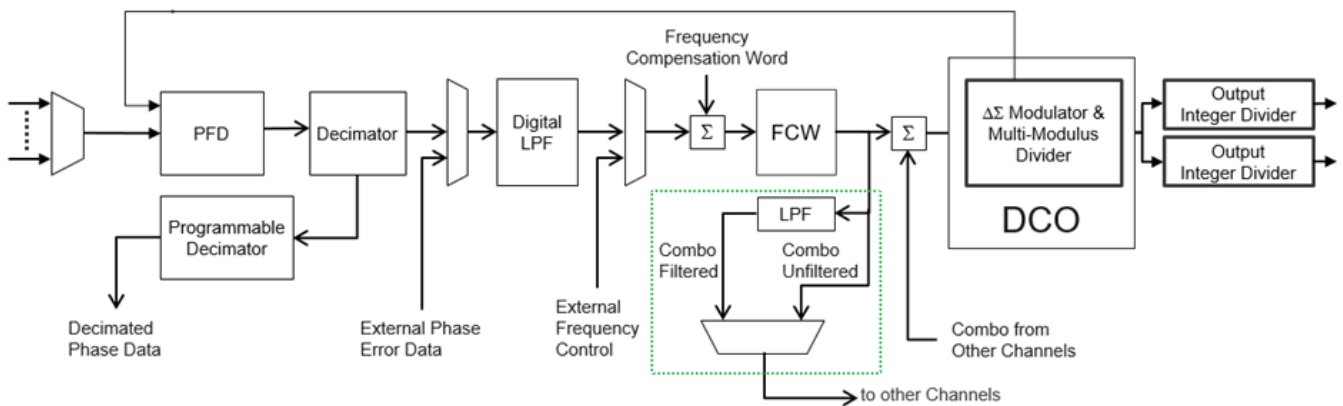 Frequency
Compensation Word
PFD
Decimator
Digital
LPF
Σ
FCW
Σ
ΔΣ Modulator &
Multi-Modulus
Divider
DCO
Output
Integer Divider
Output
Integer Divider
Programmable
Decimator
LPF
Combo
Filtered
Combo
Unfiltered
Decimated
Phase Data
External Phase
Error Data
External
Frequency
Control
Combo from
Other Channels
to other Channels